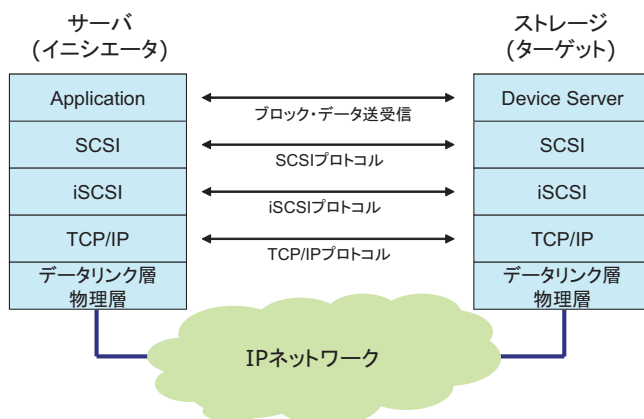 サーバ
(イニシエータ)
ストレージ
(ターゲット)
Application
ブロック・データ送受信
Device Server
SCSI
SCSIプロトコル
SCSI
iSCSI
iSCSIプロトコル
iSCSI
TCP/IP
TCP/IPプロトコル
TCP/IP
データリンク層
物理層
データリンク層
物理層
IPネットワーク